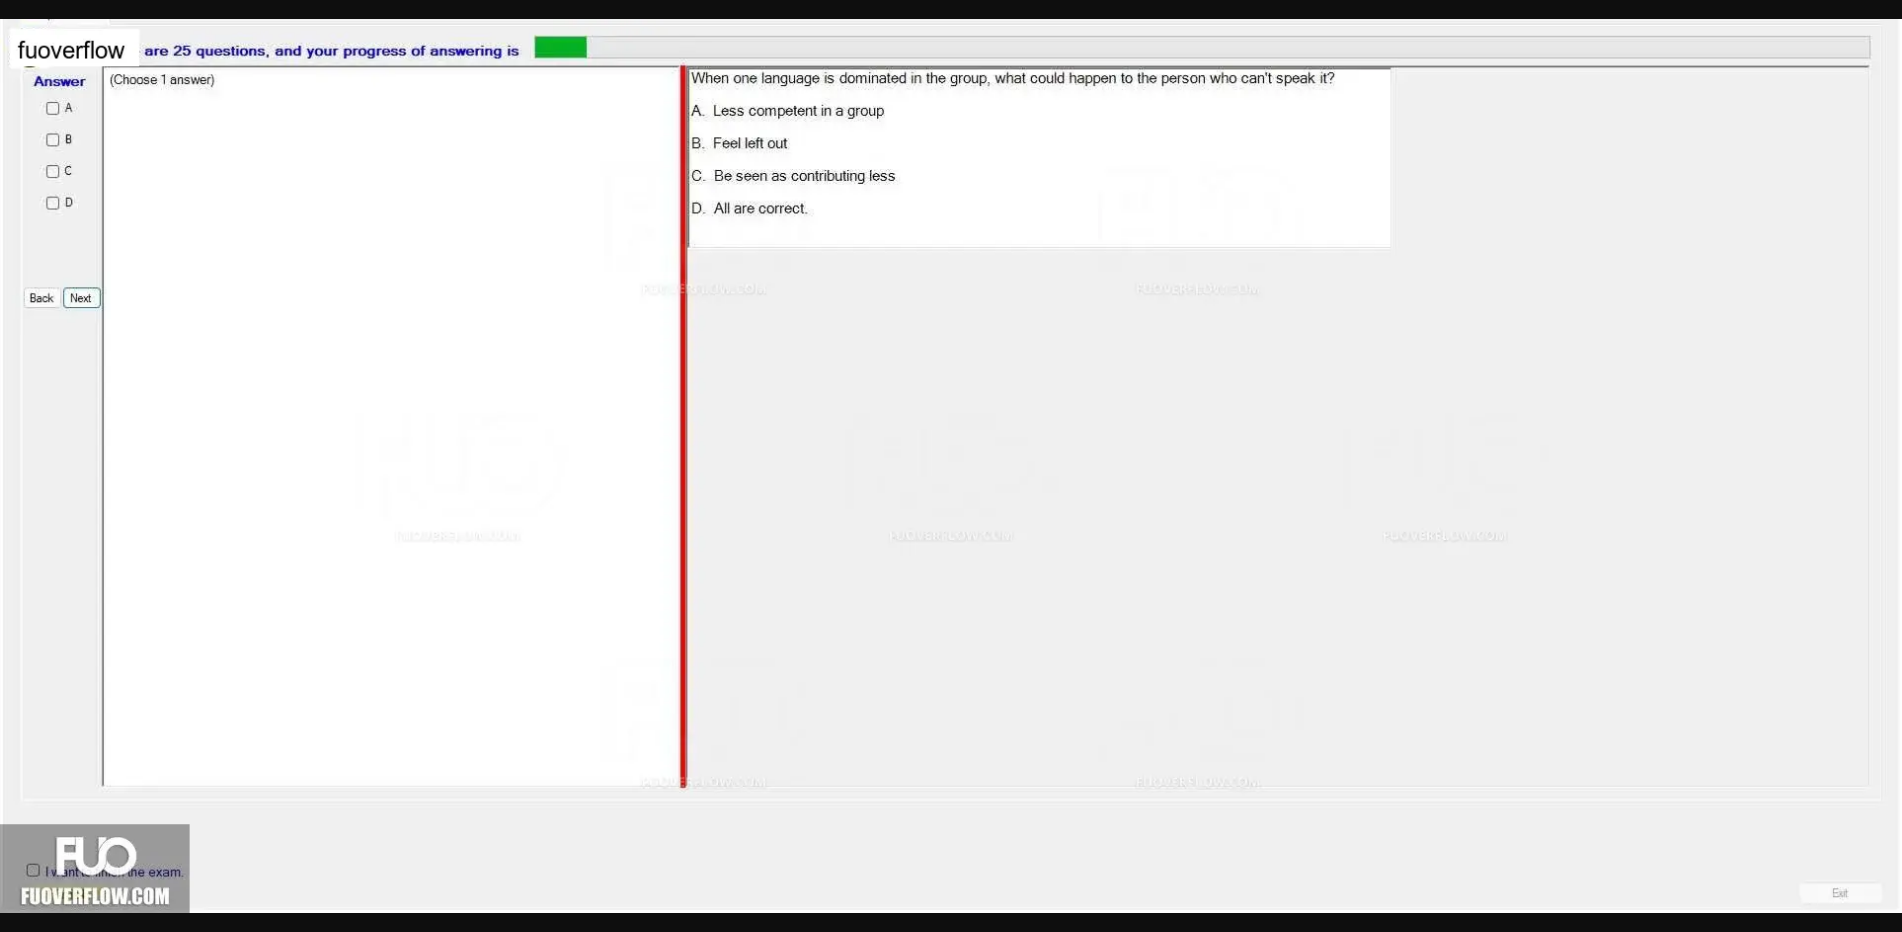 fuoverflow are 25 questions, and your progress of answering is
Answer
(Choose 1 answer)
A
B
C
D
Back Next
When one language is dominated in the group, what could happen to the person who can't speak it?
A. Less competent in a group
B. Feel left out
C. Be seen as contributing less
D. All are correct.
FUOVERFLOW.COM
FUOVERFLOW.COM
FUOVERFLOW.COM
FUOVERFLOW.COM
FUOVERFLOW.COM
FUOVERFLOW.COM
FUOVERFLOW.COM
FUO
I want to finish the exam.
FUOVERFLOW.COM
Exit